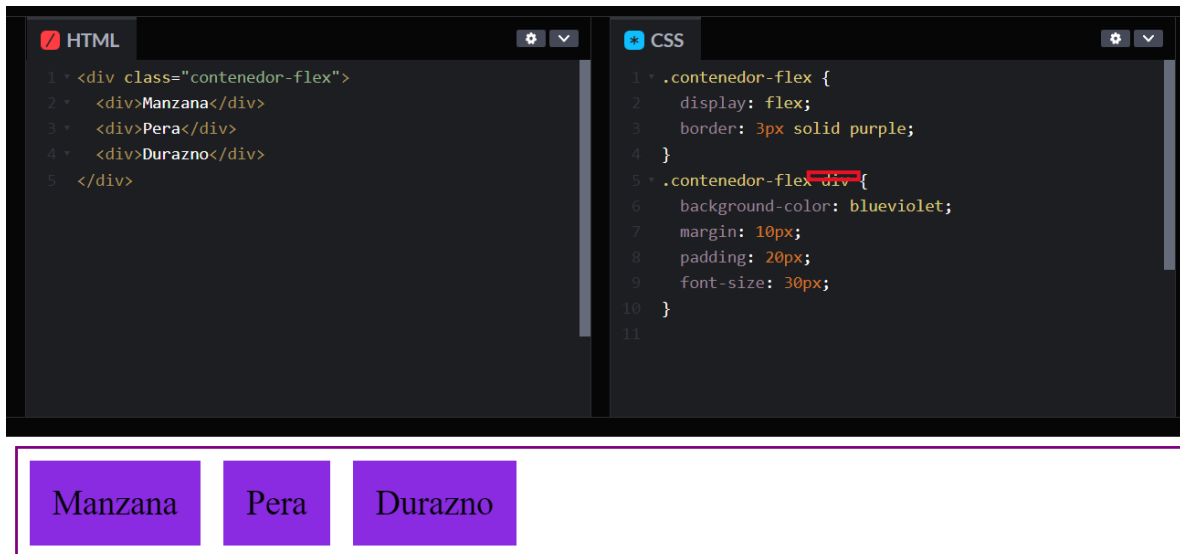 HTML
1 <div class="contenedor-flex">
2 <div>Manzana</div>
3 <div>Pera</div>
4 <div>Durazno</div>
5 </div>
CSS
1 .contenedor-flex {
2 display: flex;
3 border: 3px solid purple;
4 }
5 .contenedor-flex div {
6 background-color: blueviolet;
7 margin: 10px;
8 padding: 20px;
9 font-size: 30px;
10 }
11
Manzana Pera Durazno